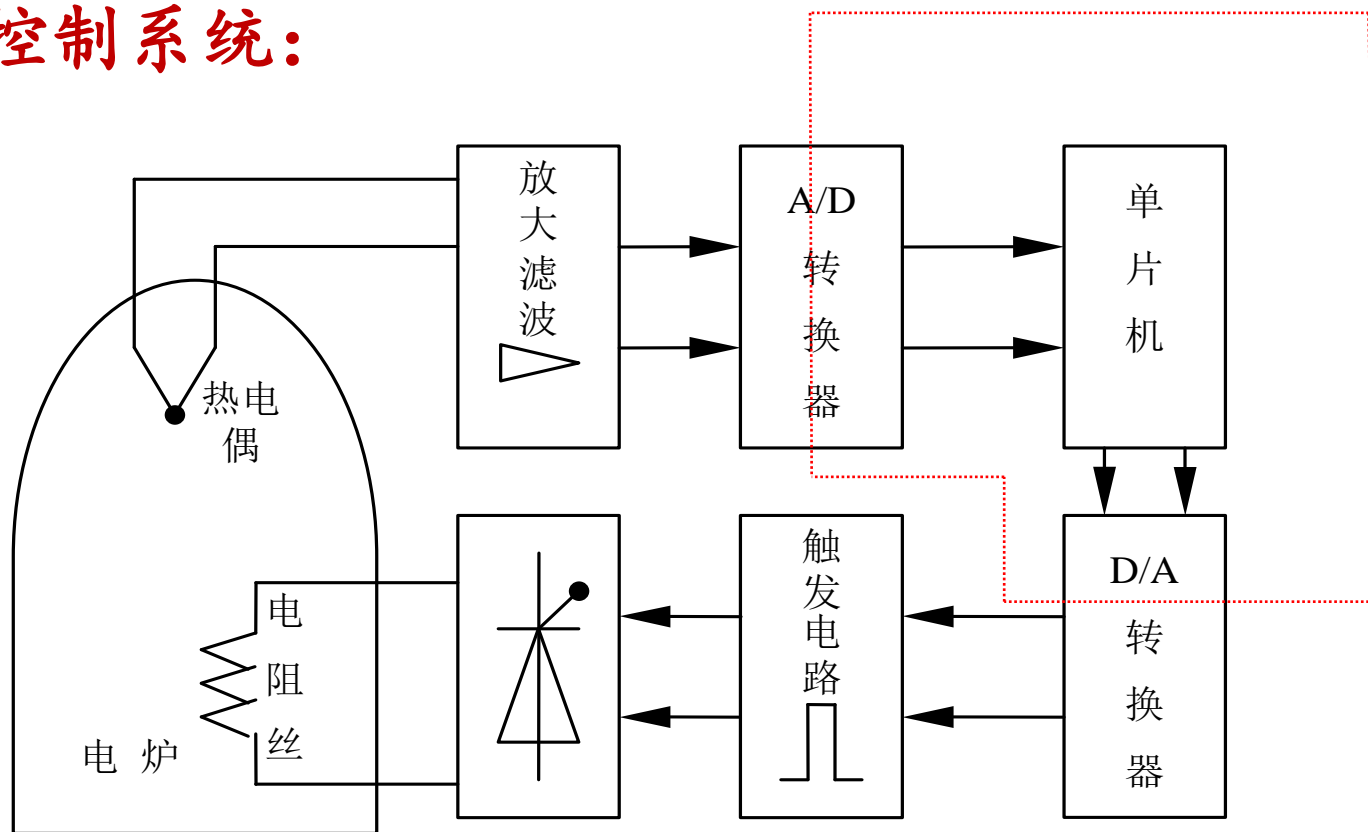 控制系统：
放大滤波
A/D转换器
单片机
热电偶
D/A转换器
触发电路
电阻丝
电炉